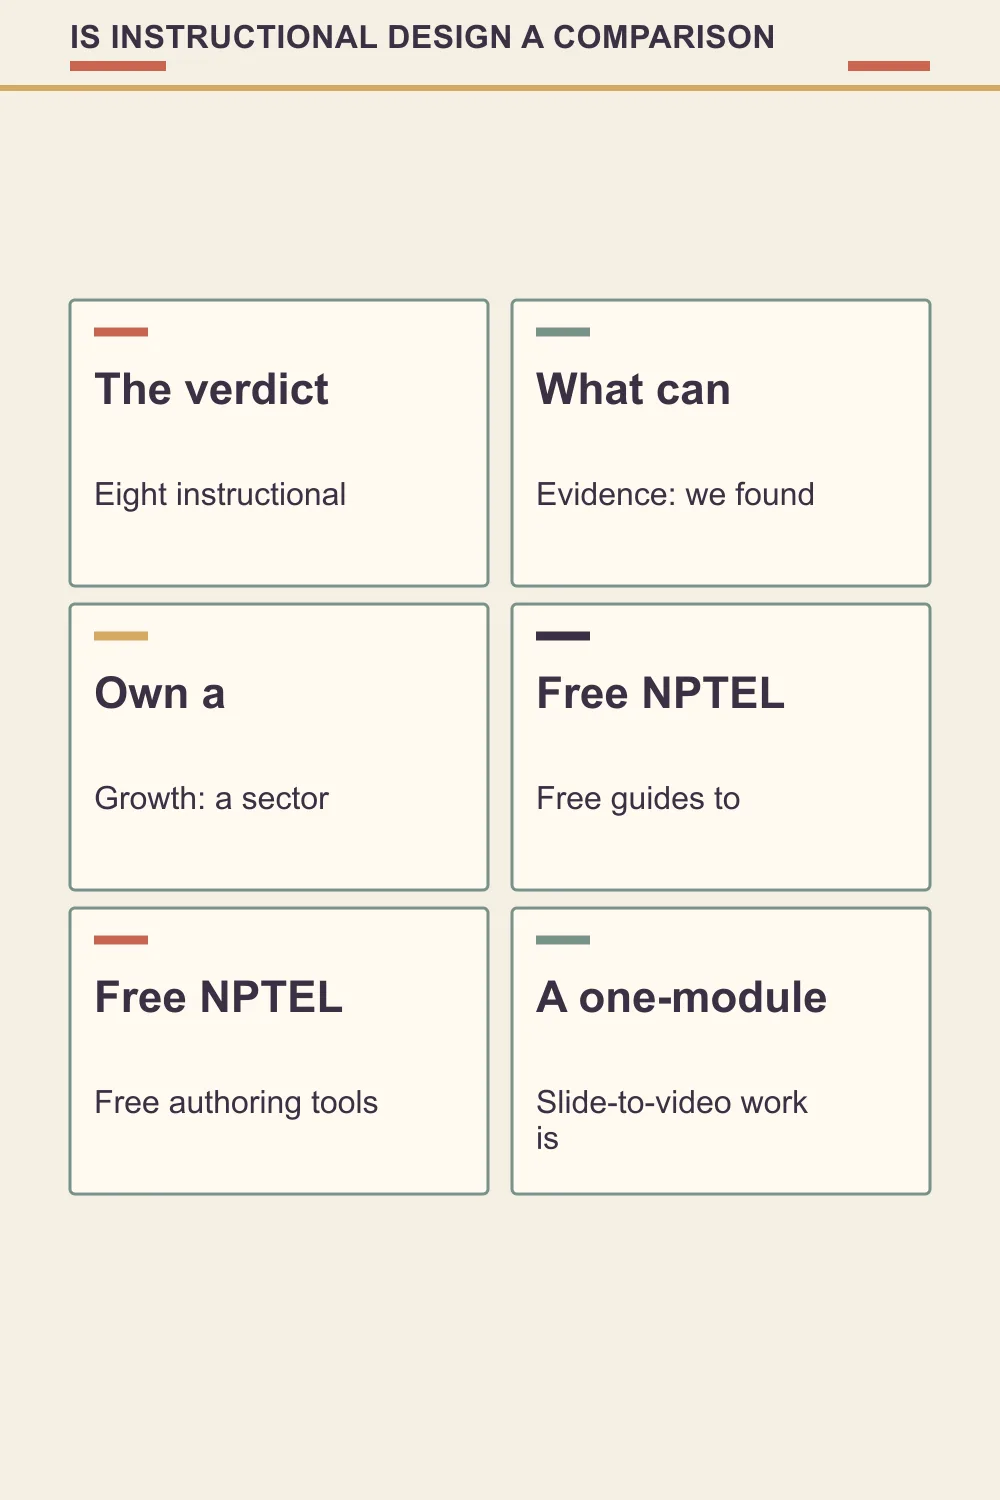 IS INSTRUCTIONAL DESIGN A COMPARISON
The verdict
Eight instructional
What can
Evidence: we found
Own a
Growth: a sector
Free NPTEL
Free guides to
Free NPTEL
Free authoring tools
A one-module
Slide-to-video work
is